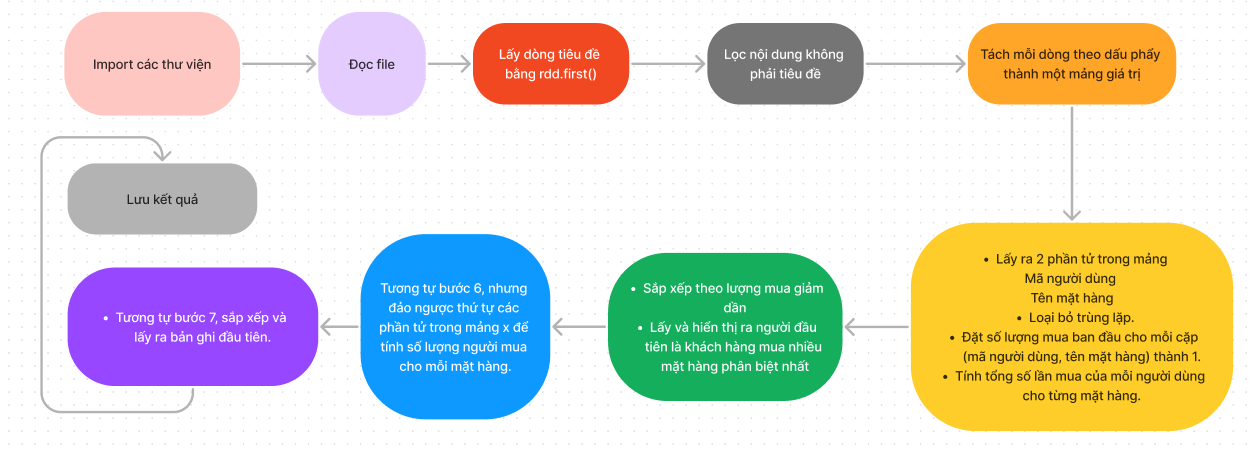 Import các thư viện
Đọc file
Lấy dòng tiêu đề
bằng rdd.first()
Lọc nội dung không
phải tiêu đề
Tách mỗi dòng theo dấu phẩy
thành một mảng giá trị
• Lấy ra 2 phần tử trong mảng
Mã người dùng
Tên mặt hàng
• Loại bỏ trùng lặp.
• Đặt số lượng mua ban đầu cho mỗi cặp
(mã người dùng, tên mặt hàng) thành 1.
• Tính tổng số lần mua của mỗi người dùng
cho từng mặt hàng.
• Sắp xếp theo lượng mua giảm
dần
• Lấy và hiển thị ra người đầu
tiên là khách hàng mua nhiều
mặt hàng phân biệt nhất
Tương tự bước 6, nhưng
đảo ngược thứ tự các
phần tử trong mảng x để
tính số lượng người mua
cho mỗi mặt hàng.
• Tương tự bước 7, sắp xếp và
lấy ra bản ghi đầu tiên.
Lưu kết quả